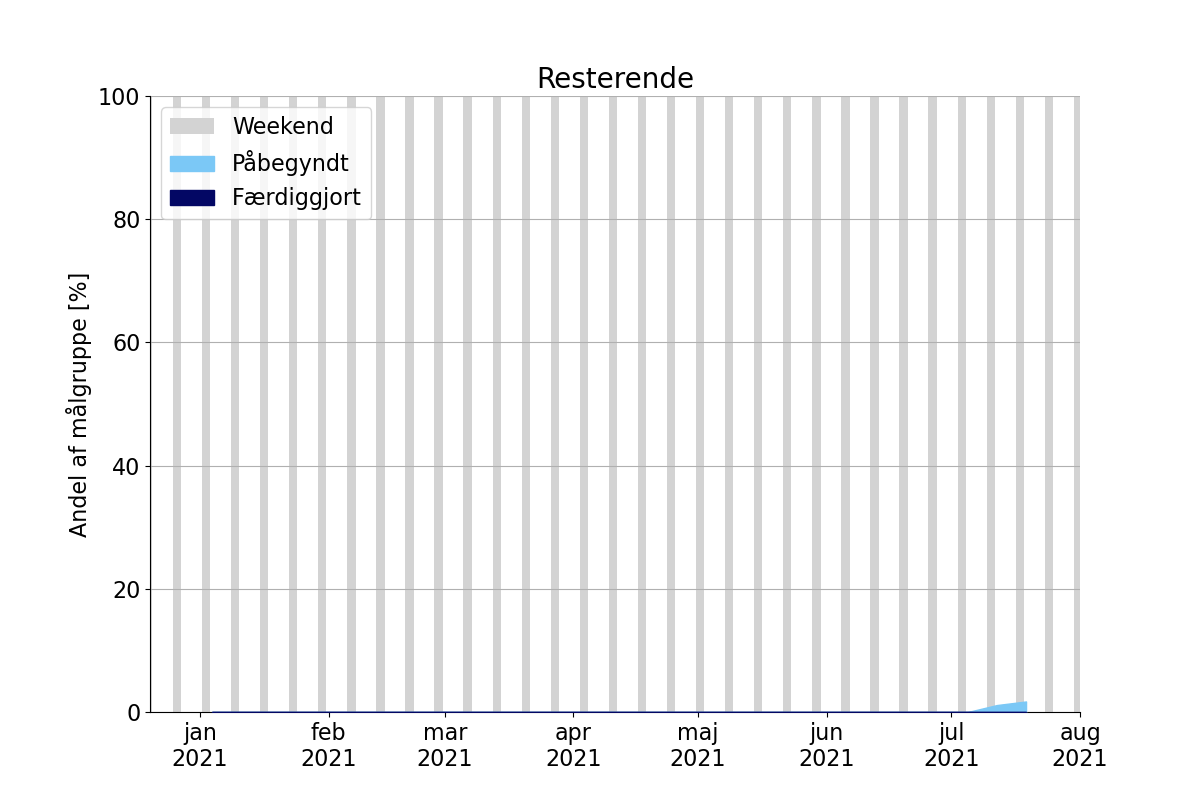 Resterende
Andel af målgruppe [%]
100
80
60
40
20
0
Weekend
Påbegyndt
Færdiggjort
jan
2021
feb
2021
mar
2021
apr
2021
maj
2021
jun
2021
jul
2021
aug
2021